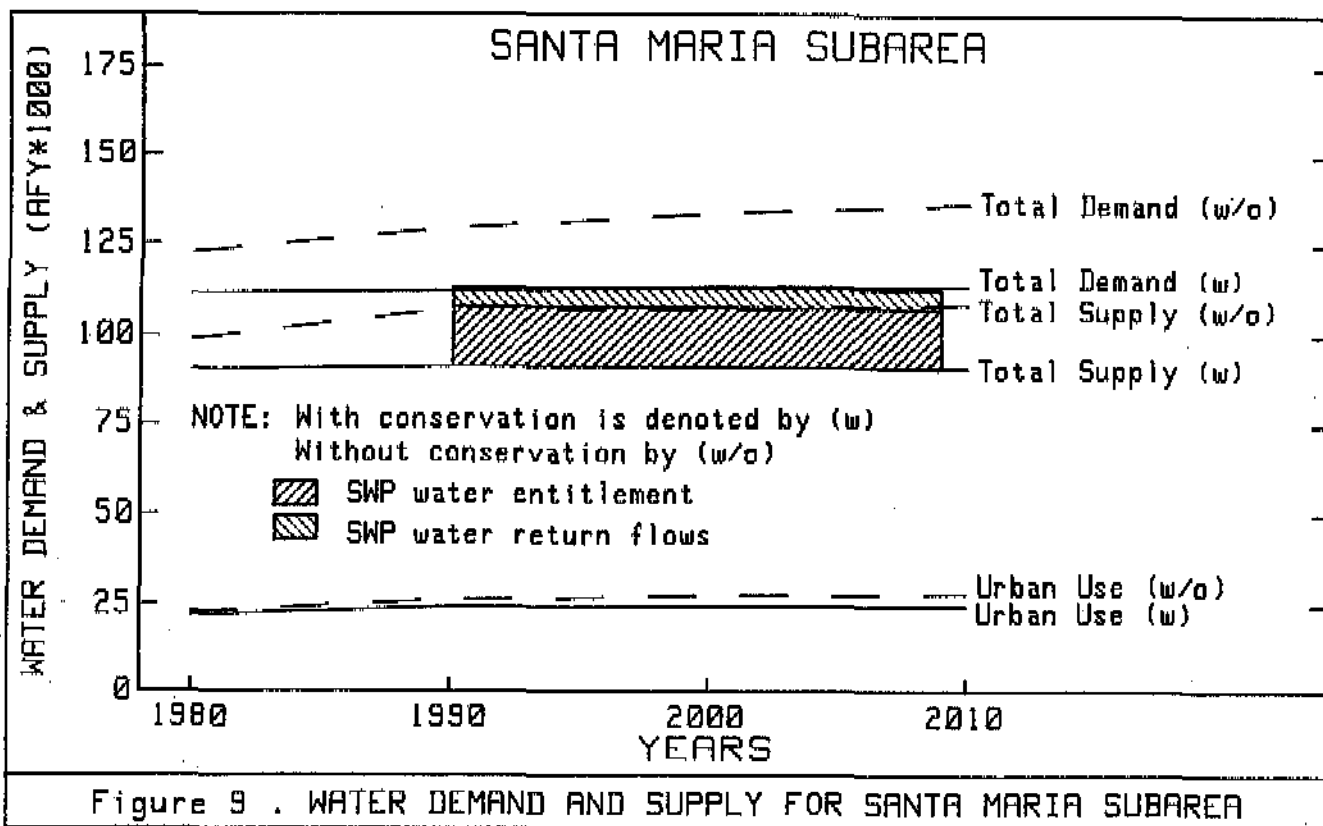 SANTA MARIA SUBAREA
WATER DEMAND & SUPPLY (AFY*1000)
175
150
125
100
75
50
25
0
Total Demand (w/o)
Total Demand (w)
Total Supply (w/o)
Total Supply (w)
NOTE: With conservation is denoted by (w)
Without conservation by (w/o)
SWP water entitlement
SWP water return flows
Urban Use (w/o)
Urban Use (w)
1980 1990 2000 2010
YEARS
Figure 9 . WATER DEMAND AND SUPPLY FOR SANTA MARIA SUBAREA